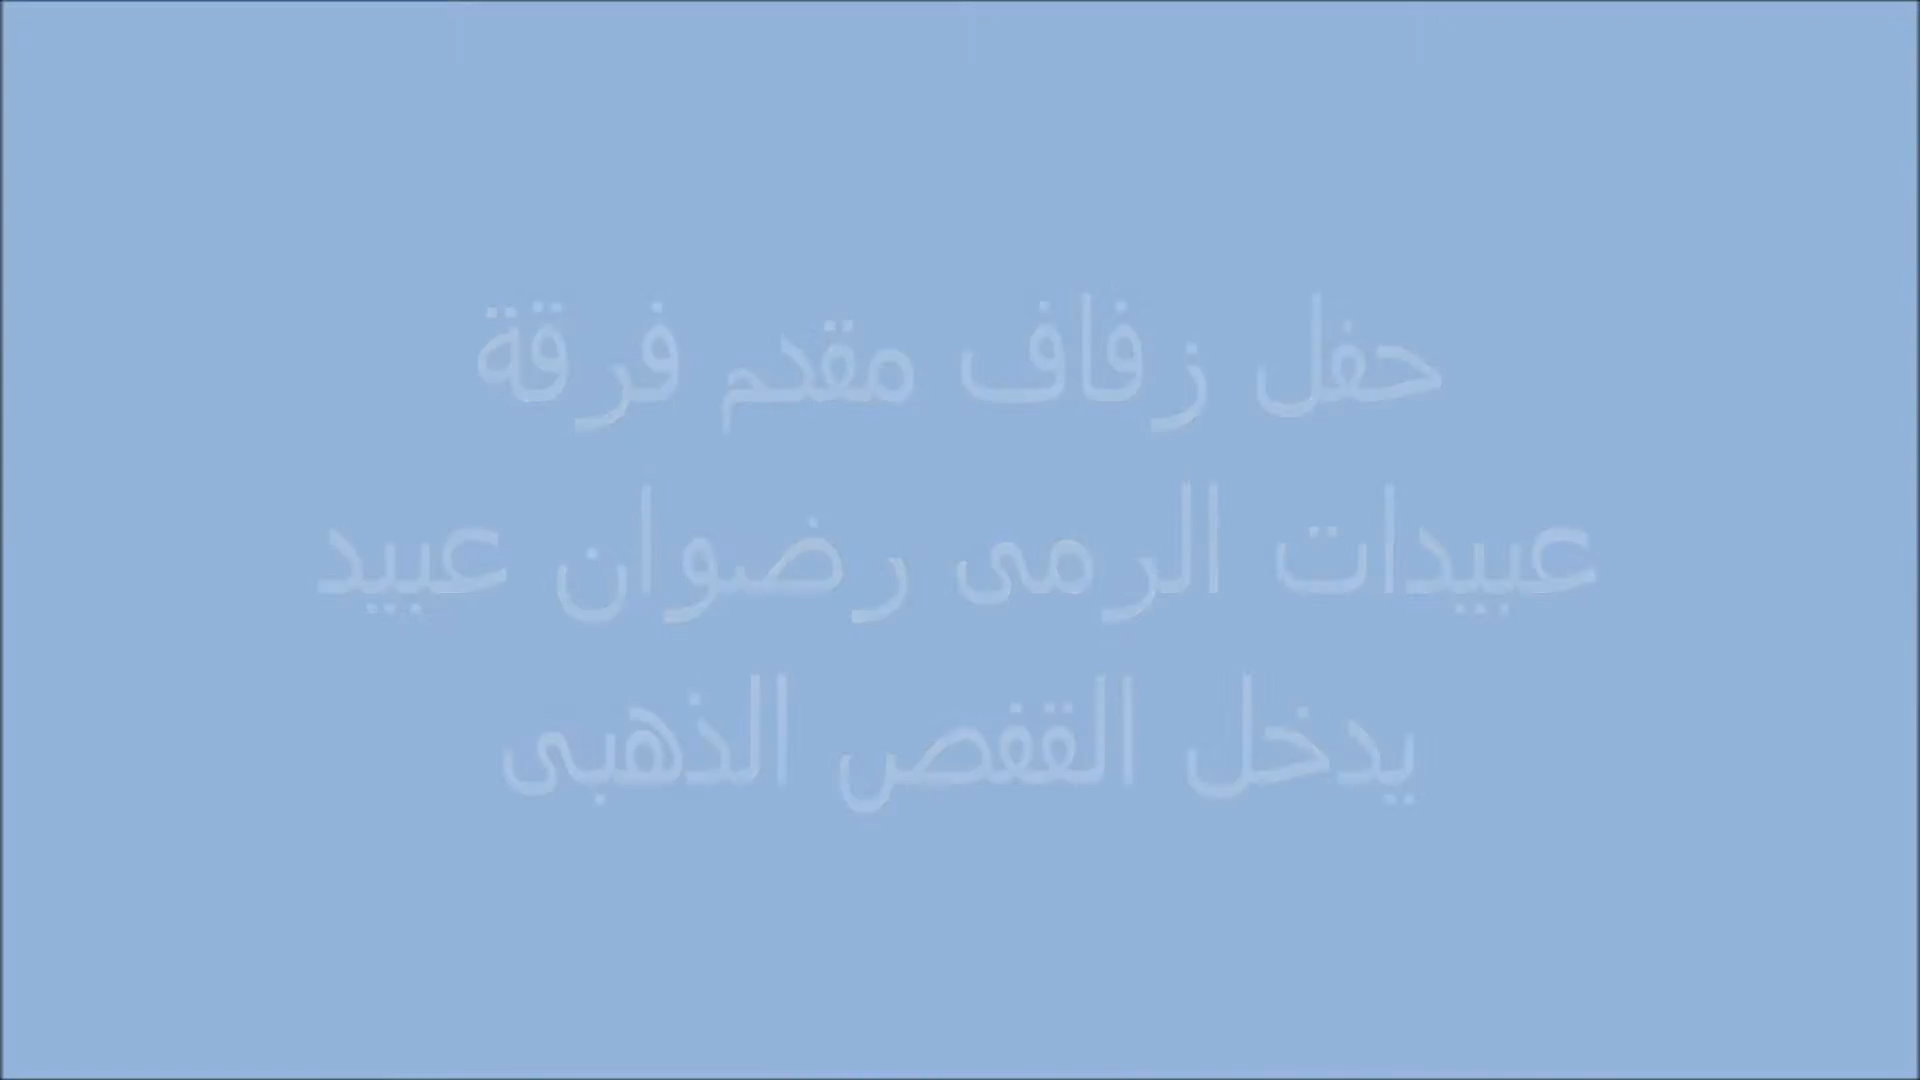 حفل زفاف مقدم فرقة
عبيدات الرمى رضوان عبيد
يدخل القفص الذهبى